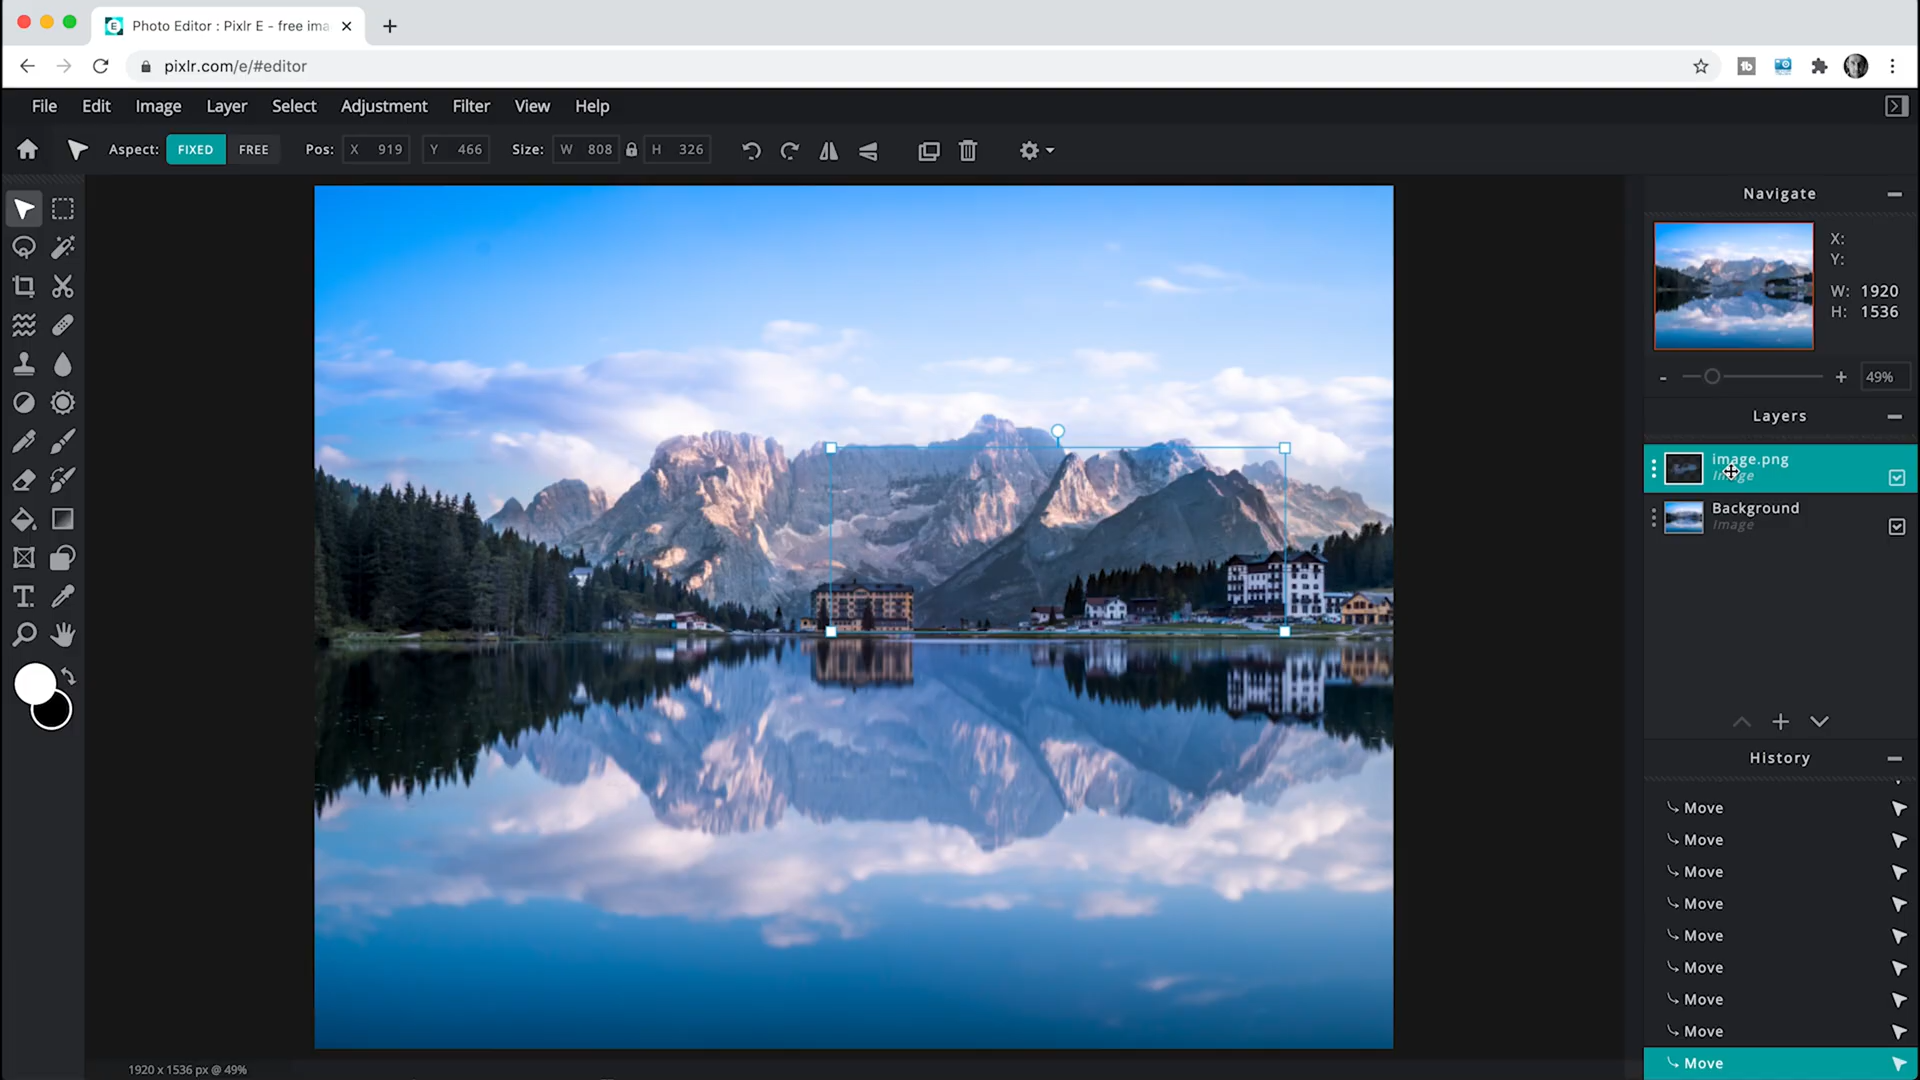 Photo Editor : Pixlr E - free ima
pixlr.com/e/#editor
File Edit Image Layer Select Adjustment Filter View Help
Aspect: FIXED FREE Pos: X 919 Y 466 Size: W 808 H 326
Navigate
X:
Y:
W: 1920
H: 1536
- + 49%
Layers
image.png
Image
Background
Image
History
Move
Move
Move
Move
Move
Move
Move
Move
Move
1920 x 1536 px @ 49%